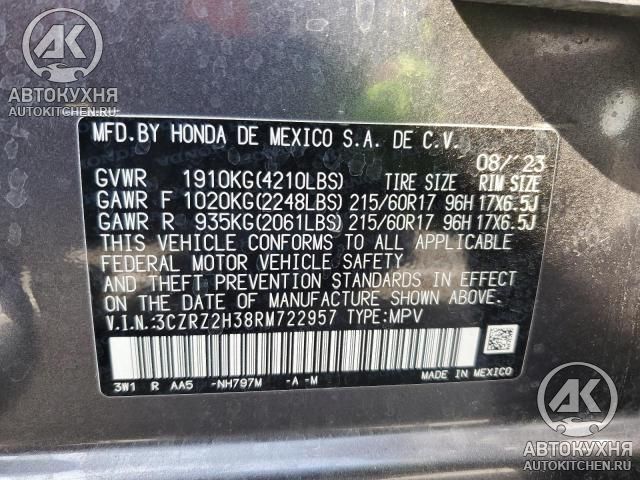 AK
АВТОКУХНЯ
AUTOKITCHEN.RU
MFD.BY HONDA DE MEXICO S.A. DE C.V.
08/ '23
GVWR 1910KG(4210LBS) TIRE SIZE RIM SIZE
GAWR F 1020KG(2248LBS) 215/60R17 96H 17X6.5J
GAWR R 935KG(2061LBS) 215/60R17 96H 17X6.5J
THIS VEHICLE CONFORMS TO ALL APPLICABLE
FEDERAL MOTOR VEHICLE SAFETY
AND THEFT PREVENTION STANDARDS IN EFFECT
ON THE DATE OF MANUFACTURE SHOWN ABOVE.
V.I.N.:3CZRZ2H38RM722957 TYPE:MPV
3W1 R AA5 -NH797M -A -M MADE IN MEXICO
AK
АВТОКУХНЯ
AUTOKITCHEN.RU